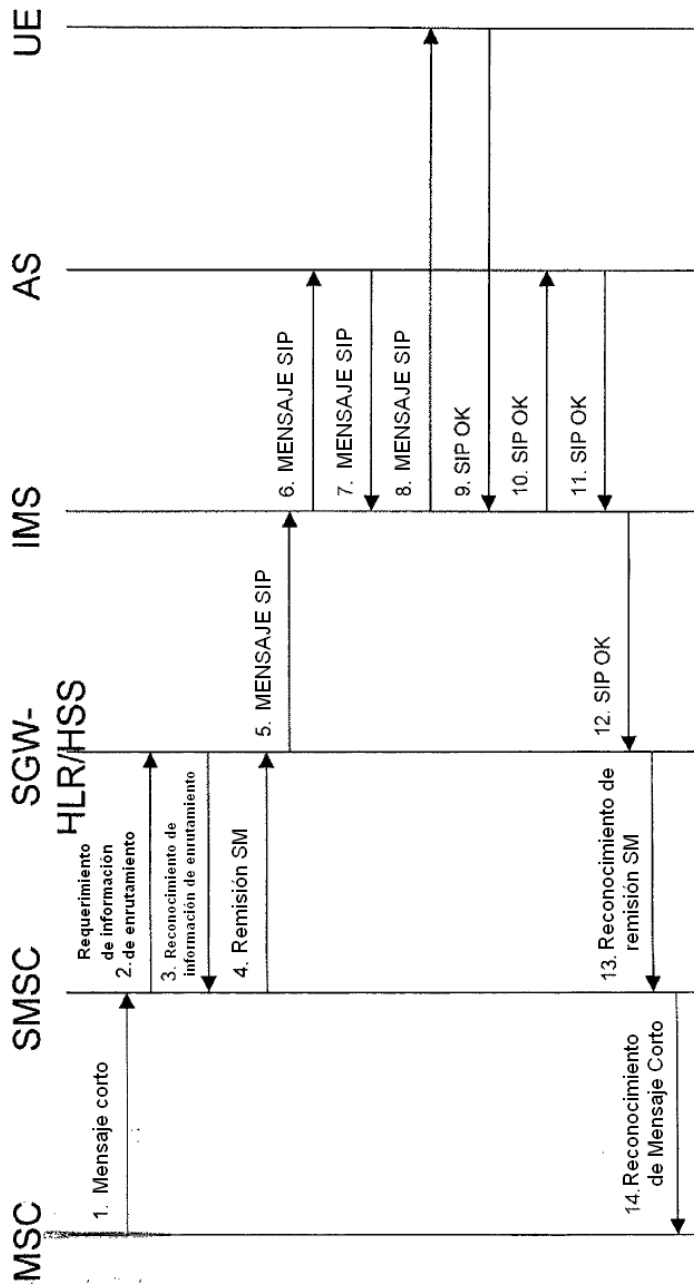 MSC
SMSC
SGW-
HLR/HSS
IMS
AS
UE
1. Mensaje corto
Requerimiento
de información
2. de enrutamiento
3. Reconocimiento de
información de enrutamiento
4. Remisión SM
5. MENSAJE SIP
6. MENSAJE SIP
7. MENSAJE SIP
8. MENSAJE SIP
9. SIP OK
10. SIP OK
11. SIP OK
12. SIP OK
13. Reconocimiento de
remisión SM
14. Reconocimiento
de Mensaje Corto